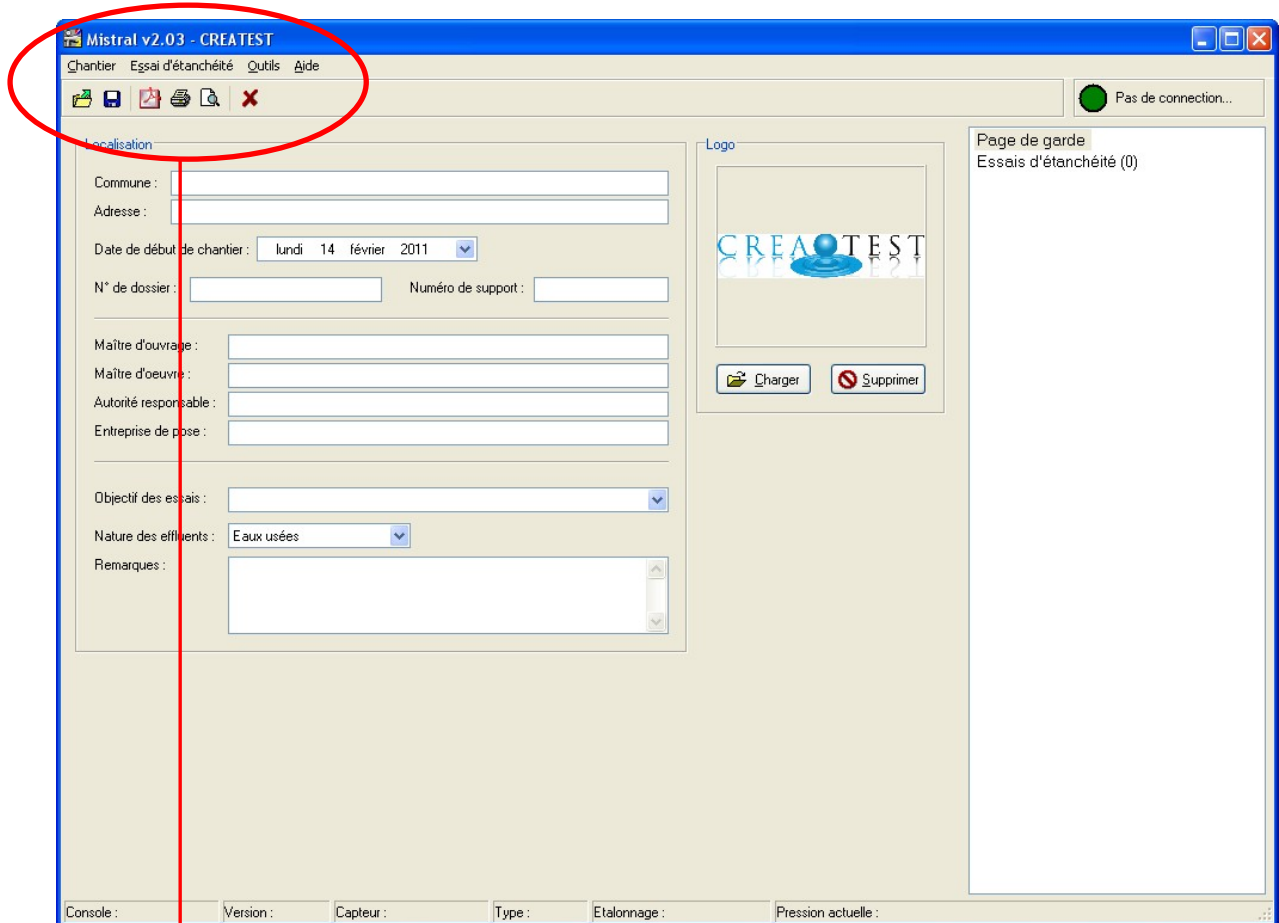 Mistral v2.03 - CREATEST
Chantier Essai d'étanchéité Outils Aide
Pas de connection...
Localisation
Commune :
Adresse :
Date de début de chantier : lundi 14 février 2011
N° de dossier : Numéro de support :
Maître d'ouvrage :
Maître d'oeuvre :
Autorité responsable :
Entreprise de pose :
Objectif des essais :
Nature des effluents : Eaux usées
Remarques :
Logo
CREATEST
Charger Supprimer
Page de garde
Essais d'étanchéité (0)
Console : Version : Capteur : Type : Etalonnage : Pression actuelle :